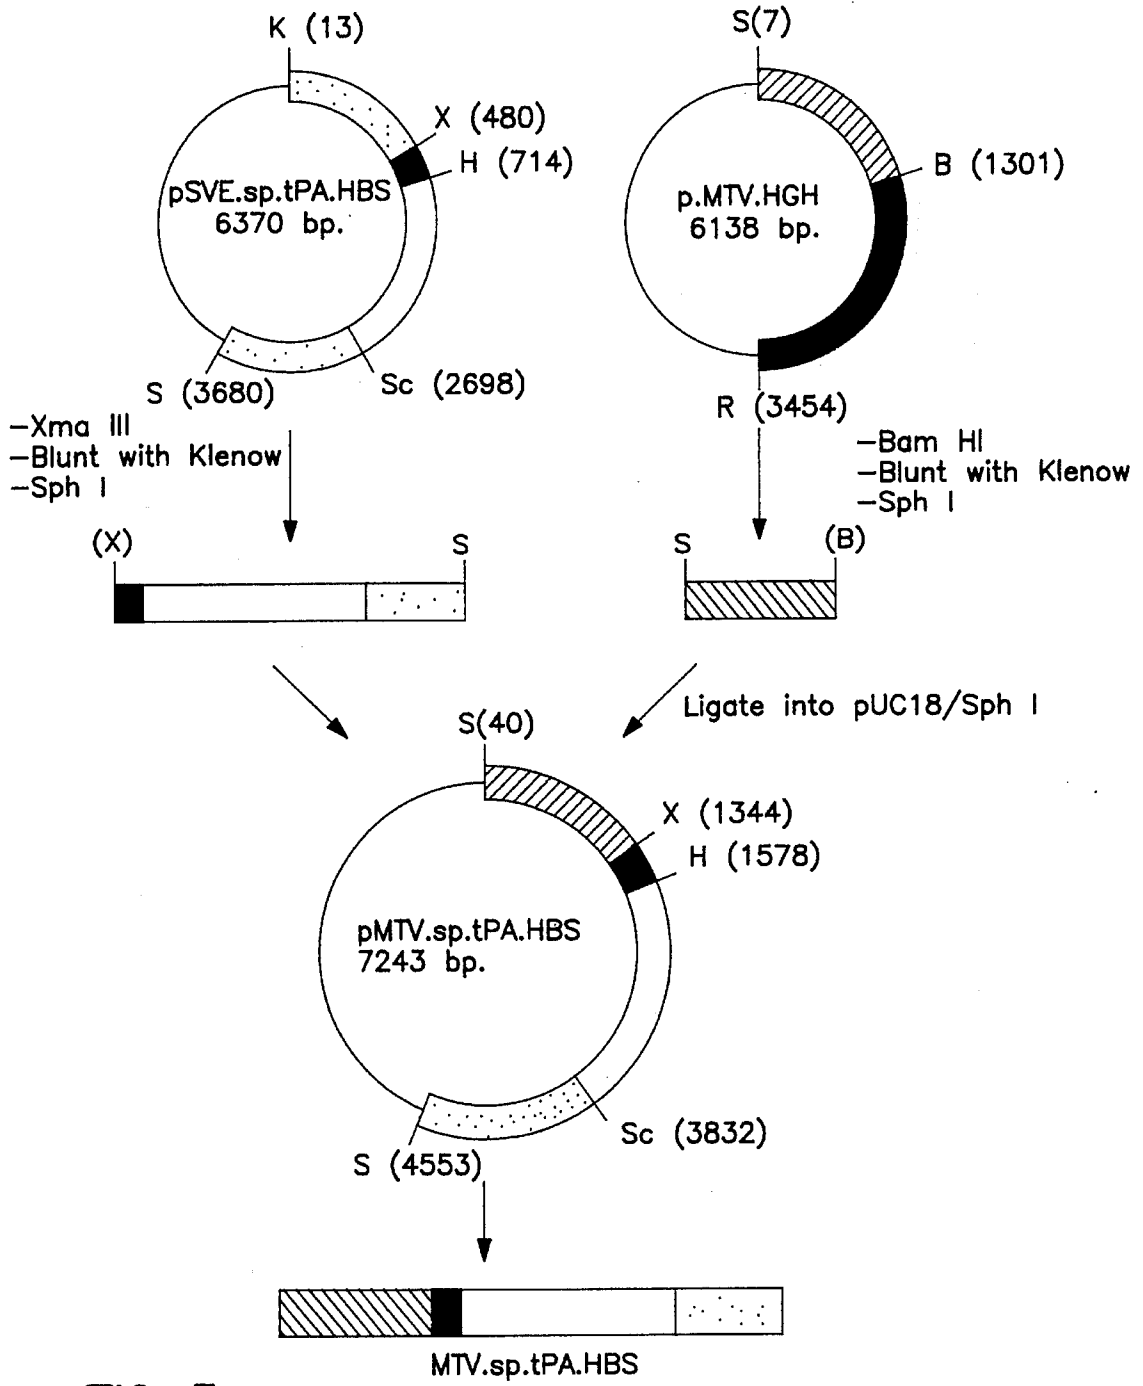 K (13)
X (480)
H (714)
pSVE.sp.tPA.HBS
6370 bp.
Sc (2698)
S (3680)
S(7)
B (1301)
p.MTV.HGH
6138 bp.
R (3454)
-Xma III
-Blunt with Klenow
-Sph I
-Bam HI
-Blunt with Klenow
-Sph I
(X)
S
S
(B)
Ligate into pUC18/Sph I
S(40)
X (1344)
H (1578)
pMTV.sp.tPA.HBS
7243 bp.
Sc (3832)
S (4553)
MTV.sp.tPA.HBS